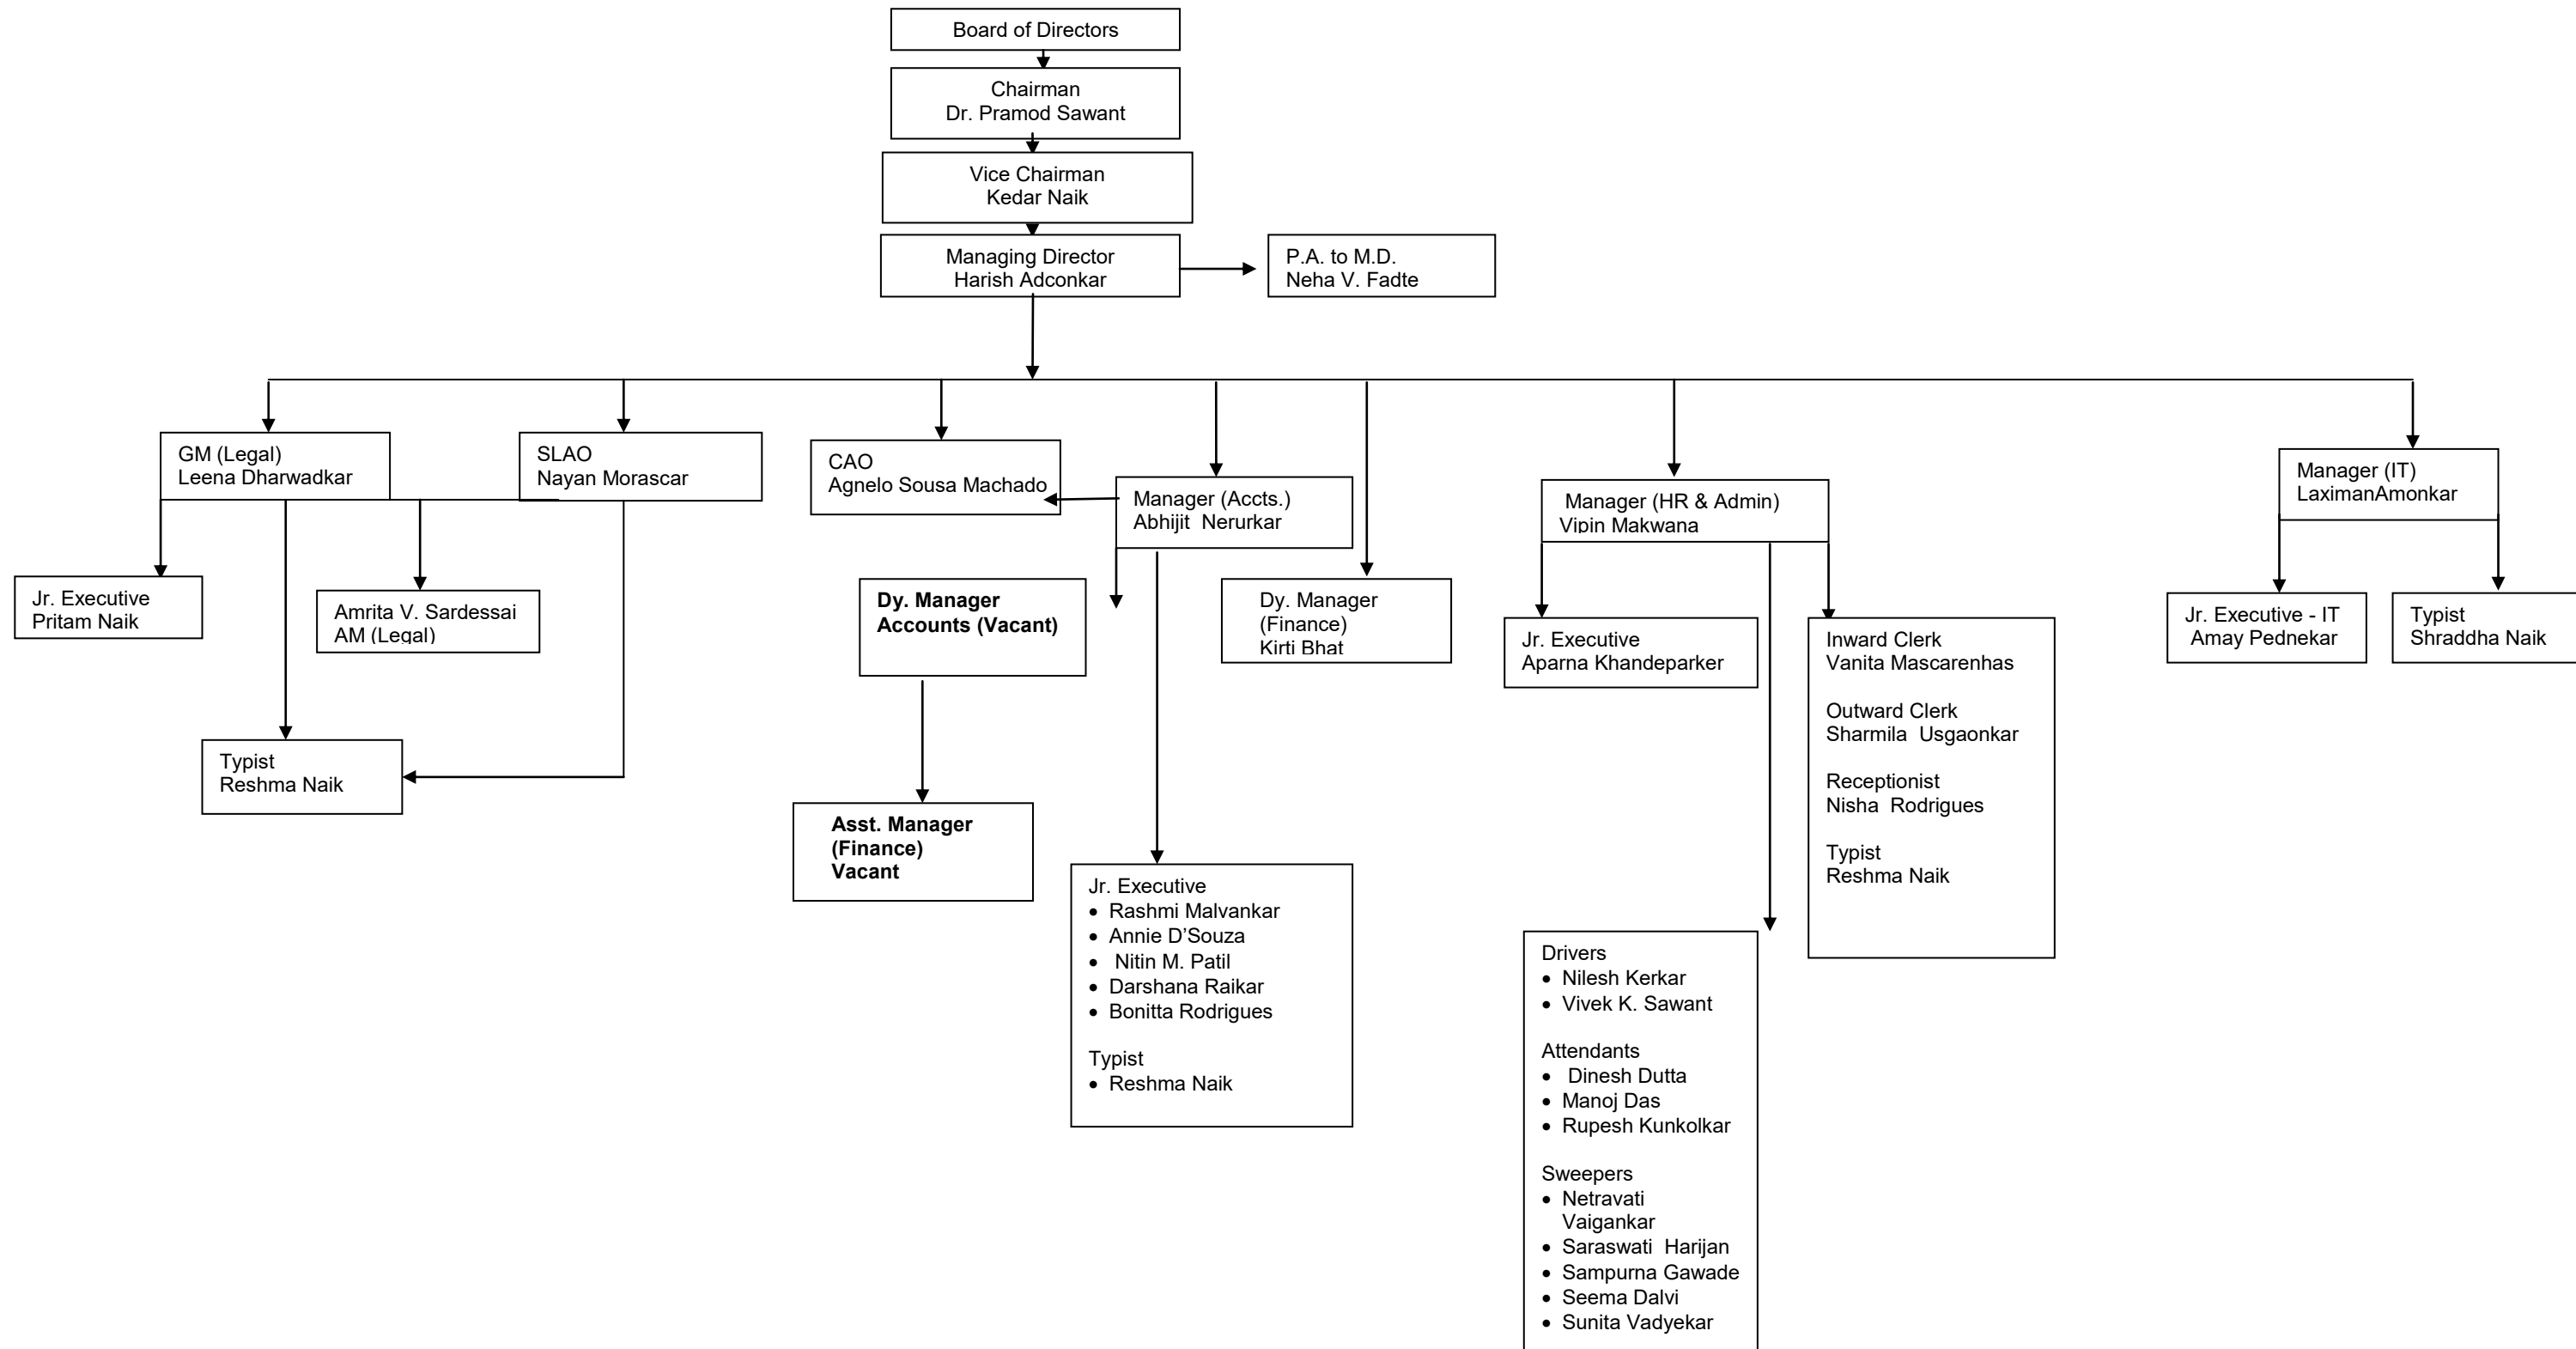 Board of Directors
Chairman
Dr. Pramod Sawant
Vice Chairman
Kedar Naik
Managing Director
Harish Adconkar
P.A. to M.D.
Neha V. Fadte
GM (Legal)
Leena Dharwadkar
SLAO
Nayan Morascar
CAO
Agnelo Sousa Machado
Manager (Accts.)
Abhijit Nerurkar
Manager (HR & Admin)
Vipin Makwana
Manager (IT)
LaximanAmonkar
Jr. Executive
Pritam Naik
Amrita V. Sardessai
AM (Legal)
Typist
Reshma Naik
Dy. Manager
Accounts (Vacant)
Dy. Manager
(Finance)
Kirti Bhat
Asst. Manager
(Finance)
Vacant
Jr. Executive
• Rashmi Malvankar
• Annie D’Souza
• Nitin M. Patil
• Darshana Raikar
• Bonitta Rodrigues
Typist
• Reshma Naik
Jr. Executive
Aparna Khandeparker
Inward Clerk
Vanita Mascarenhas
Outward Clerk
Sharmila Usgaonkar
Receptionist
Nisha Rodrigues
Typist
Reshma Naik
Drivers
• Nilesh Kerkar
• Vivek K. Sawant
Attendants
• Dinesh Dutta
• Manoj Das
• Rupesh Kunkolkar
Sweepers
• Netravati
Vaigankar
• Saraswati Harijan
• Sampurna Gawade
• Seema Dalvi
• Sunita Vadyekar
Jr. Executive - IT
Amay Pednekar
Typist
Shraddha Naik